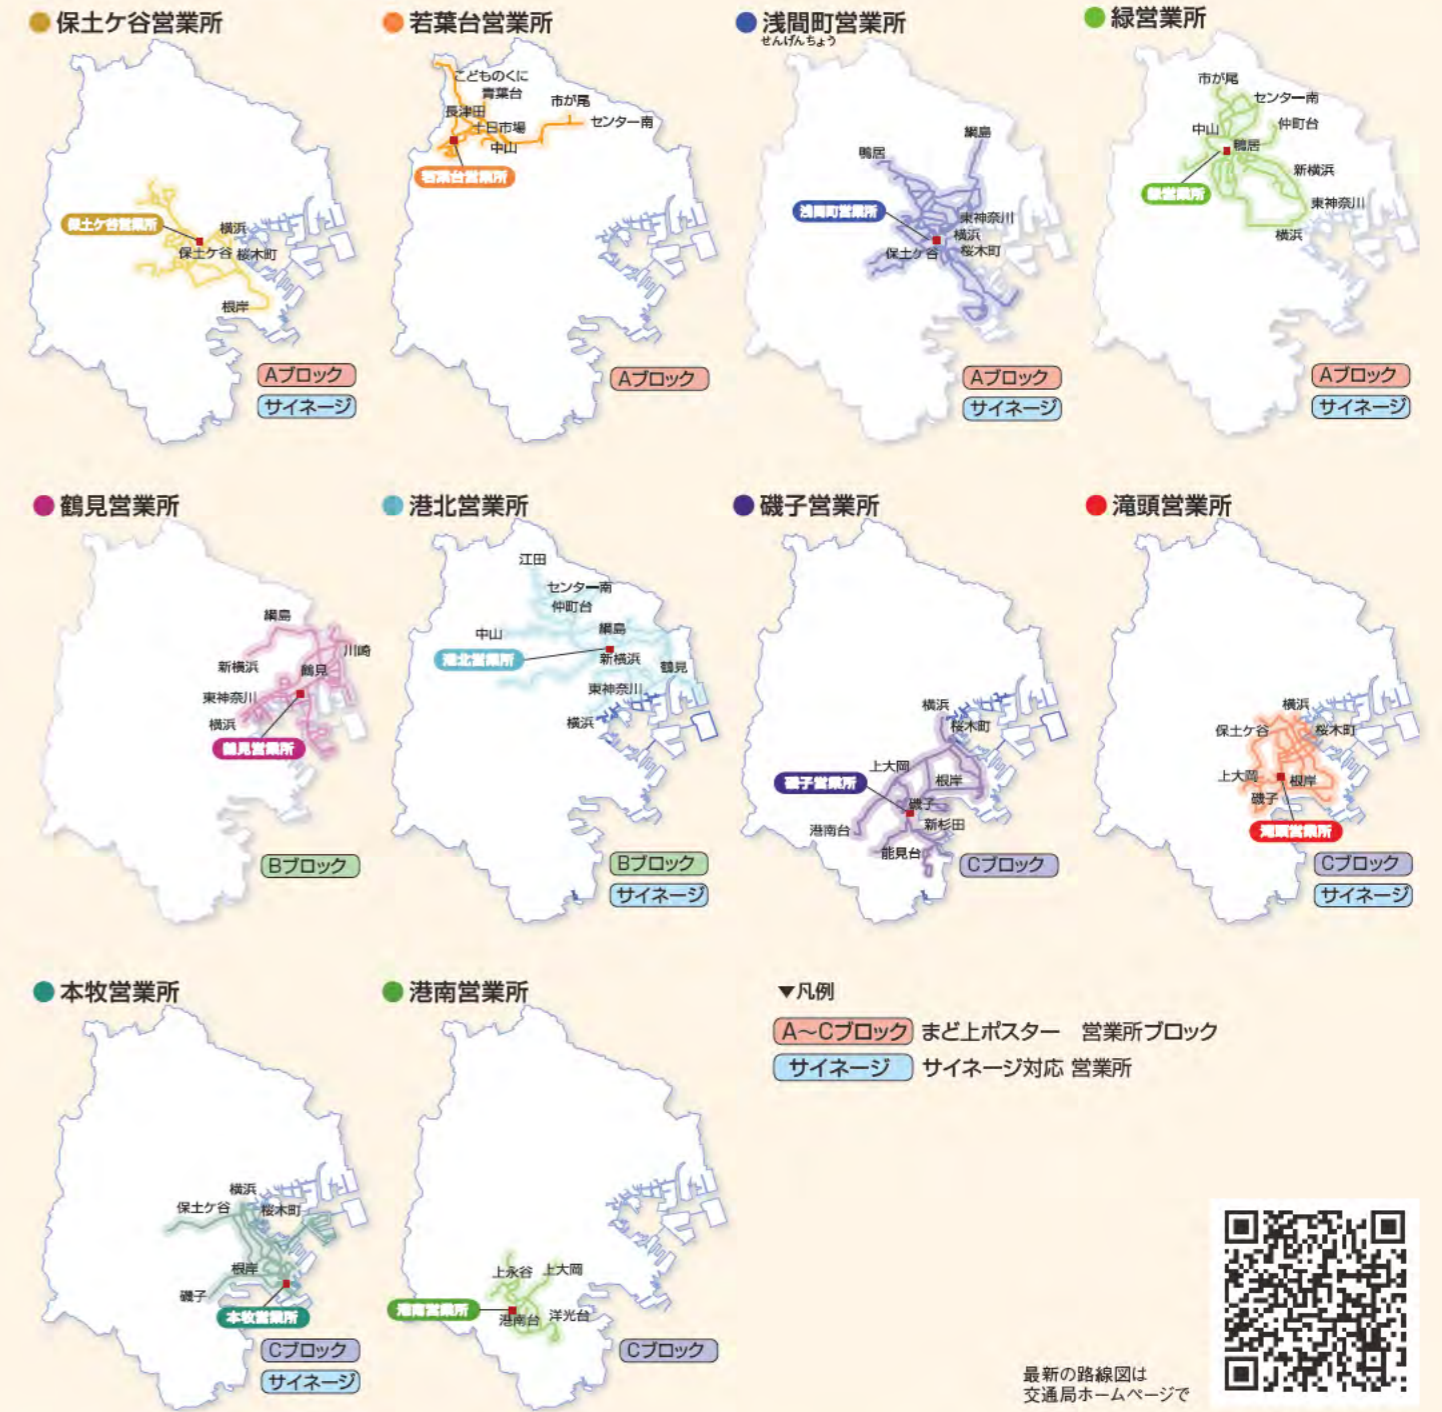 保土ケ谷営業所
横浜
保土ケ谷営業所
保土ケ谷
桜木町
根岸
Aブロック
サイネージ
若葉台営業所
こどものくに
青葉台
長津田
市が尾
十日市場
センター南
中山
若葉台営業所
Aブロック
浅間町営業所
せんげんちょう
綱島
鴨居
浅間町営業所
東神奈川
横浜
保土ケ谷
桜木町
Aブロック
サイネージ
緑営業所
市が尾
センター南
中山
仲町台
鴨居
新横浜
緑営業所
東神奈川
横浜
Aブロック
サイネージ
鶴見営業所
綱島
川崎
新横浜
鶴見
東神奈川
横浜
鶴見営業所
Bブロック
港北営業所
江田
センター南
仲町台
中山
綱島
港北営業所
新横浜
鶴見
東神奈川
横浜
Bブロック
サイネージ
磯子営業所
横浜
桜木町
上大岡
根岸
磯子営業所
磯子
港南台
新杉田
能見台
Cブロック
滝頭営業所
横浜
保土ケ谷
桜木町
上大岡
根岸
磯子
滝頭営業所
Cブロック
サイネージ
本牧営業所
横浜
保土ケ谷
桜木町
根岸
磯子
本牧営業所
Cブロック
サイネージ
港南営業所
上永谷
上大岡
港南営業所
港南台
洋光台
Cブロック
▼凡例
A〜Cブロック まど上ポスター 営業所ブロック
サイネージ サイネージ対応 営業所
最新の路線図は
交通局ホームページで